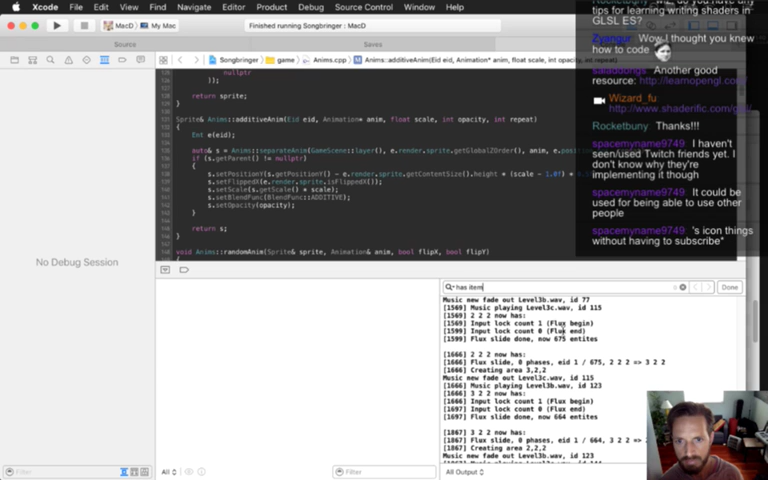 Xcode File Edit View Find Navigate Editor Product Debug Source Control Window Help
MacD My Mac
Finished running Songbringer : MacD
Source
Saves
Songbringer game Anims.cpp Anims::additiveAnim(Eid eid, Animation* anim, float scale, int opacity, int repeat)
nullptr
));
return sprite;
}
Sprite& Anims::additiveAnim(Eid eid, Animation* anim, float scale, int opacity, int repeat)
{
Ent e(eid);
auto& s = Anims::separateAnim(GameScene::layer(), e.render.sprite.getGlobalZOrder(), anim,
if (s.getParent() != nullptr)
{
s.setPositionY(s.getPositionY() - e.render.sprite.getContentSize().height * (scale - 1.0f)
s.setFlippedX(e.render.sprite.isFlippedX());
s.setScale(s.getScale() * scale);
s.setBlendFunc(BlendFunc::ADDITIVE);
s.setOpacity(opacity);
}
return s;
}
void Anims::randomAnim(Sprite& sprite, Animation& anim, bool flipX, bool flipY)
tips for learning writing shaders in
GLSL ES?
Zyangur: Wow I thought you knew
how to code
Another good
resource: http://learnopengl.com/
Wizard_fu:
http://www.shaderific.com/glsl/
Rocketbuny: Thanks!!!
spacemyname9749: I haven't
seen/used Twitch friends yet. I
don't know why they're
implementing it though
spacemyname9749: It could be
used for being able to use other
people
spacemyname9749: 's icon things
without having to subscribe*
No Debug Session
has item
Done
Music new fade out Level3b.wav, id 77
[1569] Music playing Level3c.wav, id 115
[1569] 2 2 2 now has:
[1569] Input lock count 1 (Flux begin)
[1599] Input lock count 0 (Flux end)
[1599] Flux slide done, now 675 entites
[1666] 2 2 2 now has:
[1666] Flux slide, 0 phases, eid 1 / 675, 2 2 2 => 3 2 2
[1666] Creating area 3,2,2
Music new fade out Level3c.wav, id 115
[1666] Music playing Level3b.wav, id 123
[1666] 3 2 2 now has:
[1666] Input lock count 1 (Flux begin)
[1697] Input lock count 0 (Flux end)
[1697] Flux slide done, now 664 entites
[1867] 3 2 2 now has:
[1867] Flux slide, 0 phases, eid 1 / 664, 3 2 2
[1867] Creating area 2,2,2
Music new fade out Level3b.wav, id 123
Filter
All
Filter
All Output